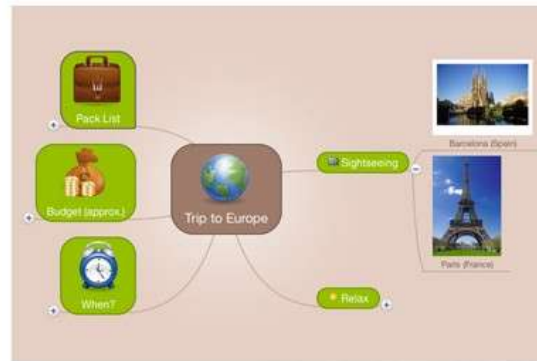 Pack List
Budget (approx.)
When?
Trip to Europe
Sightseeing
Barcelona (Spain)
Paris (France)
Relax